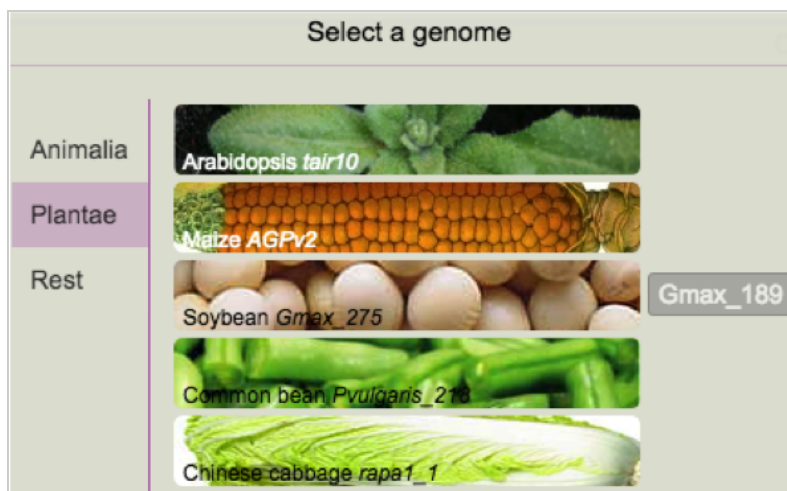 Select a genome
Animalia
Plantae
Rest
Arabidopsis tair10
Maize AGPv2
Soybean Gmax_275
Gmax_189
Common bean Pvulgaris_218
Chinese cabbage rapa1_1